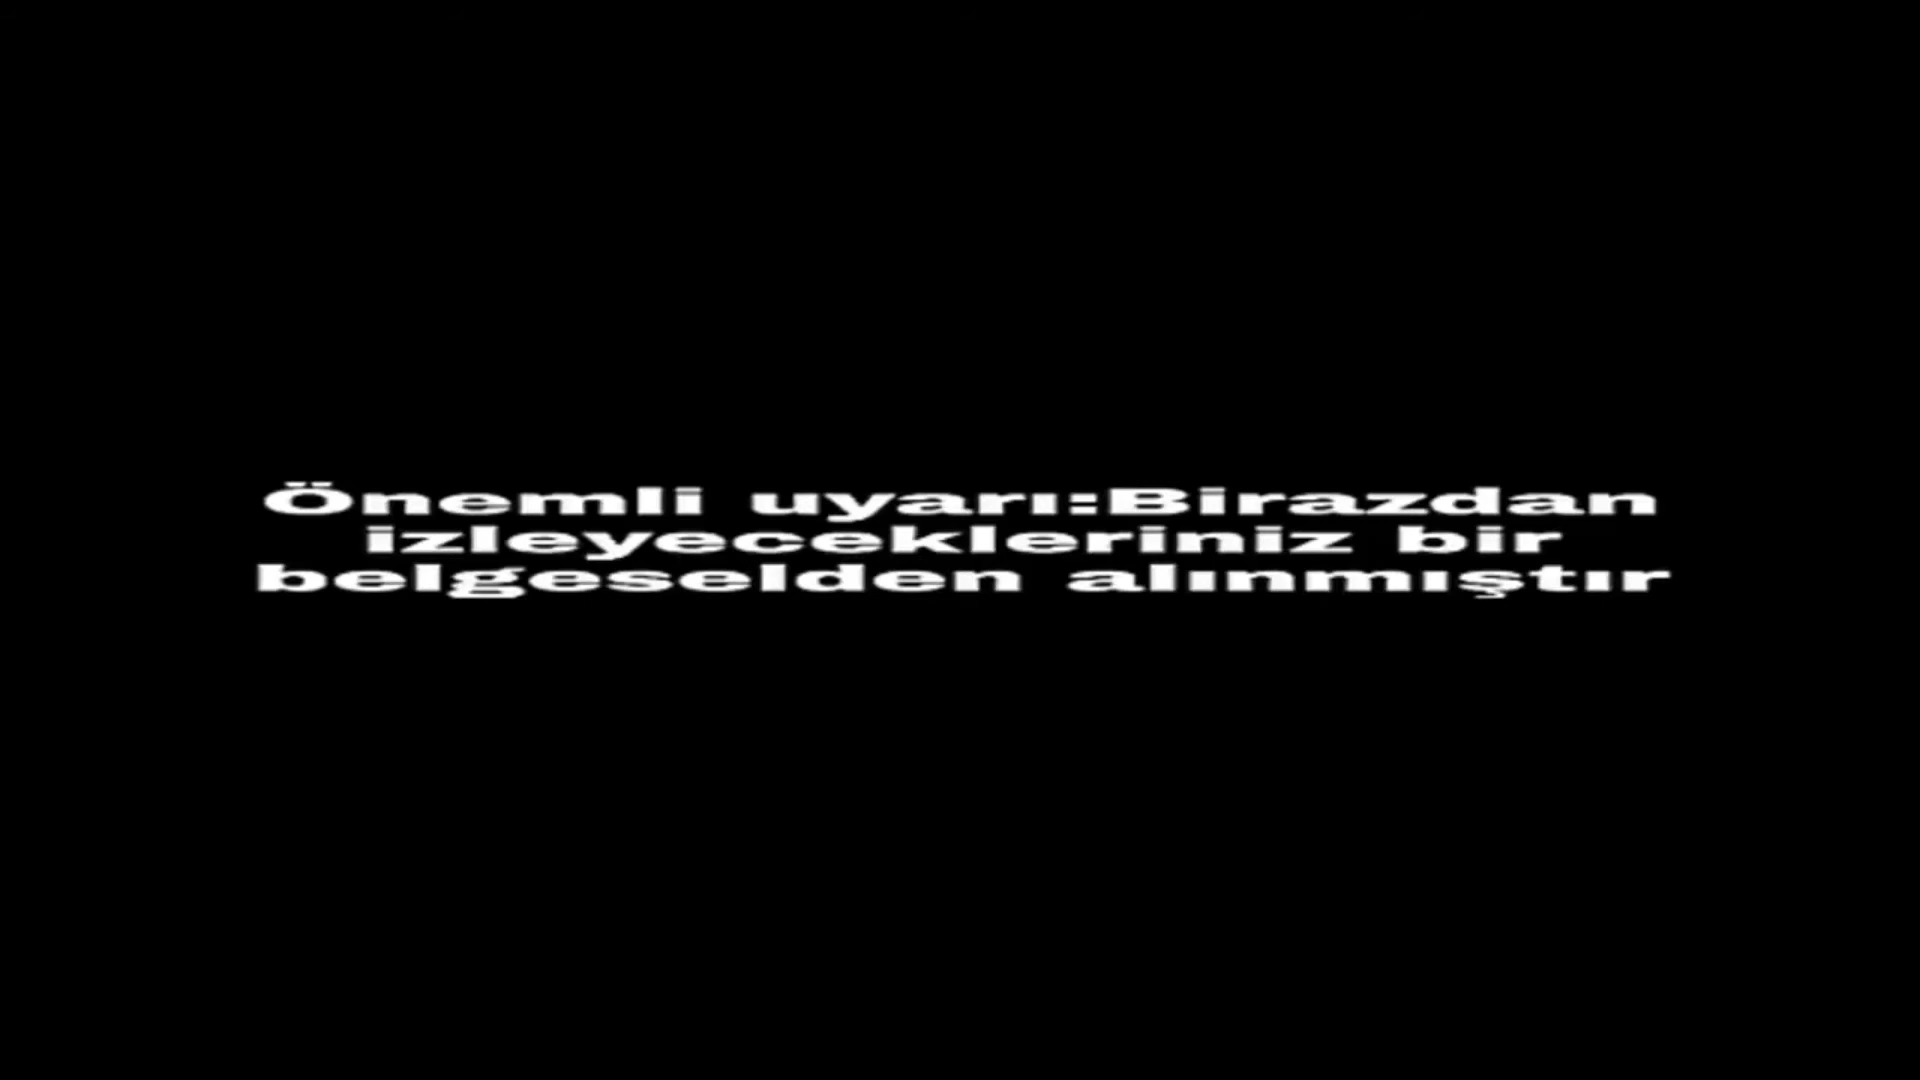 Önemli uyarı:Birazdan
izleyecekleriniz bir
belgeselden alınmıştır